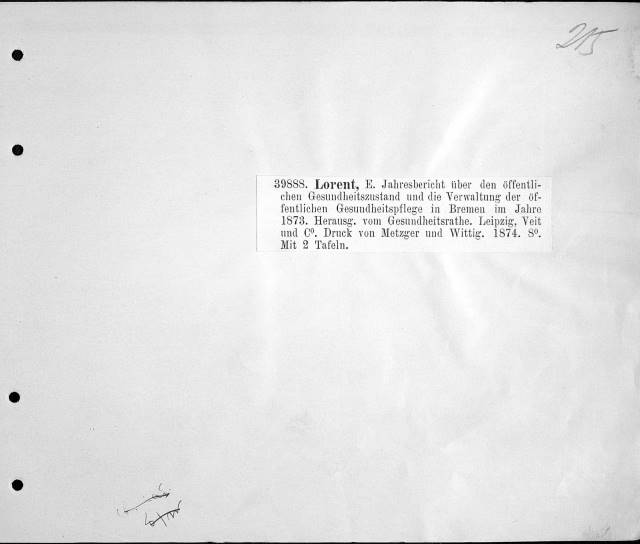 215
39888. Lorent, E. Jahresbericht über den öffentli-
chen Gesundheitszustand und die Verwaltung der öf-
fentlichen Gesundheitspflege in Bremen im Jahre
1873. Herausg. vom Gesundheitsrathe. Leipzig, Veit
und Cº. Druck von Metzger und Wittig. 1874. 8º.
Mit 2 Tafeln.